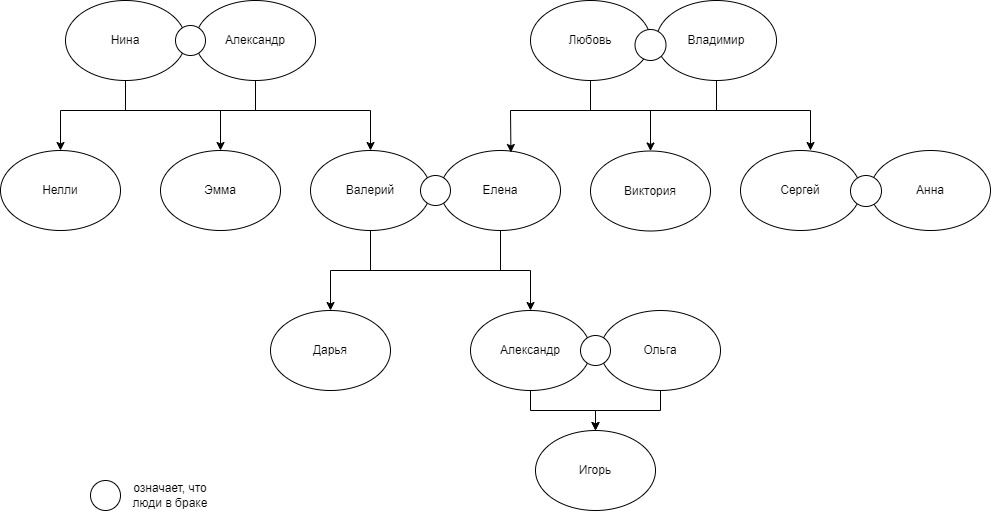 Нина
Александр
Любовь
Владимир
Нелли
Эмма
Валерий
Елена
Виктория
Сергей
Анна
Дарья
Александр
Ольга
Игорь
означает, что
люди в браке